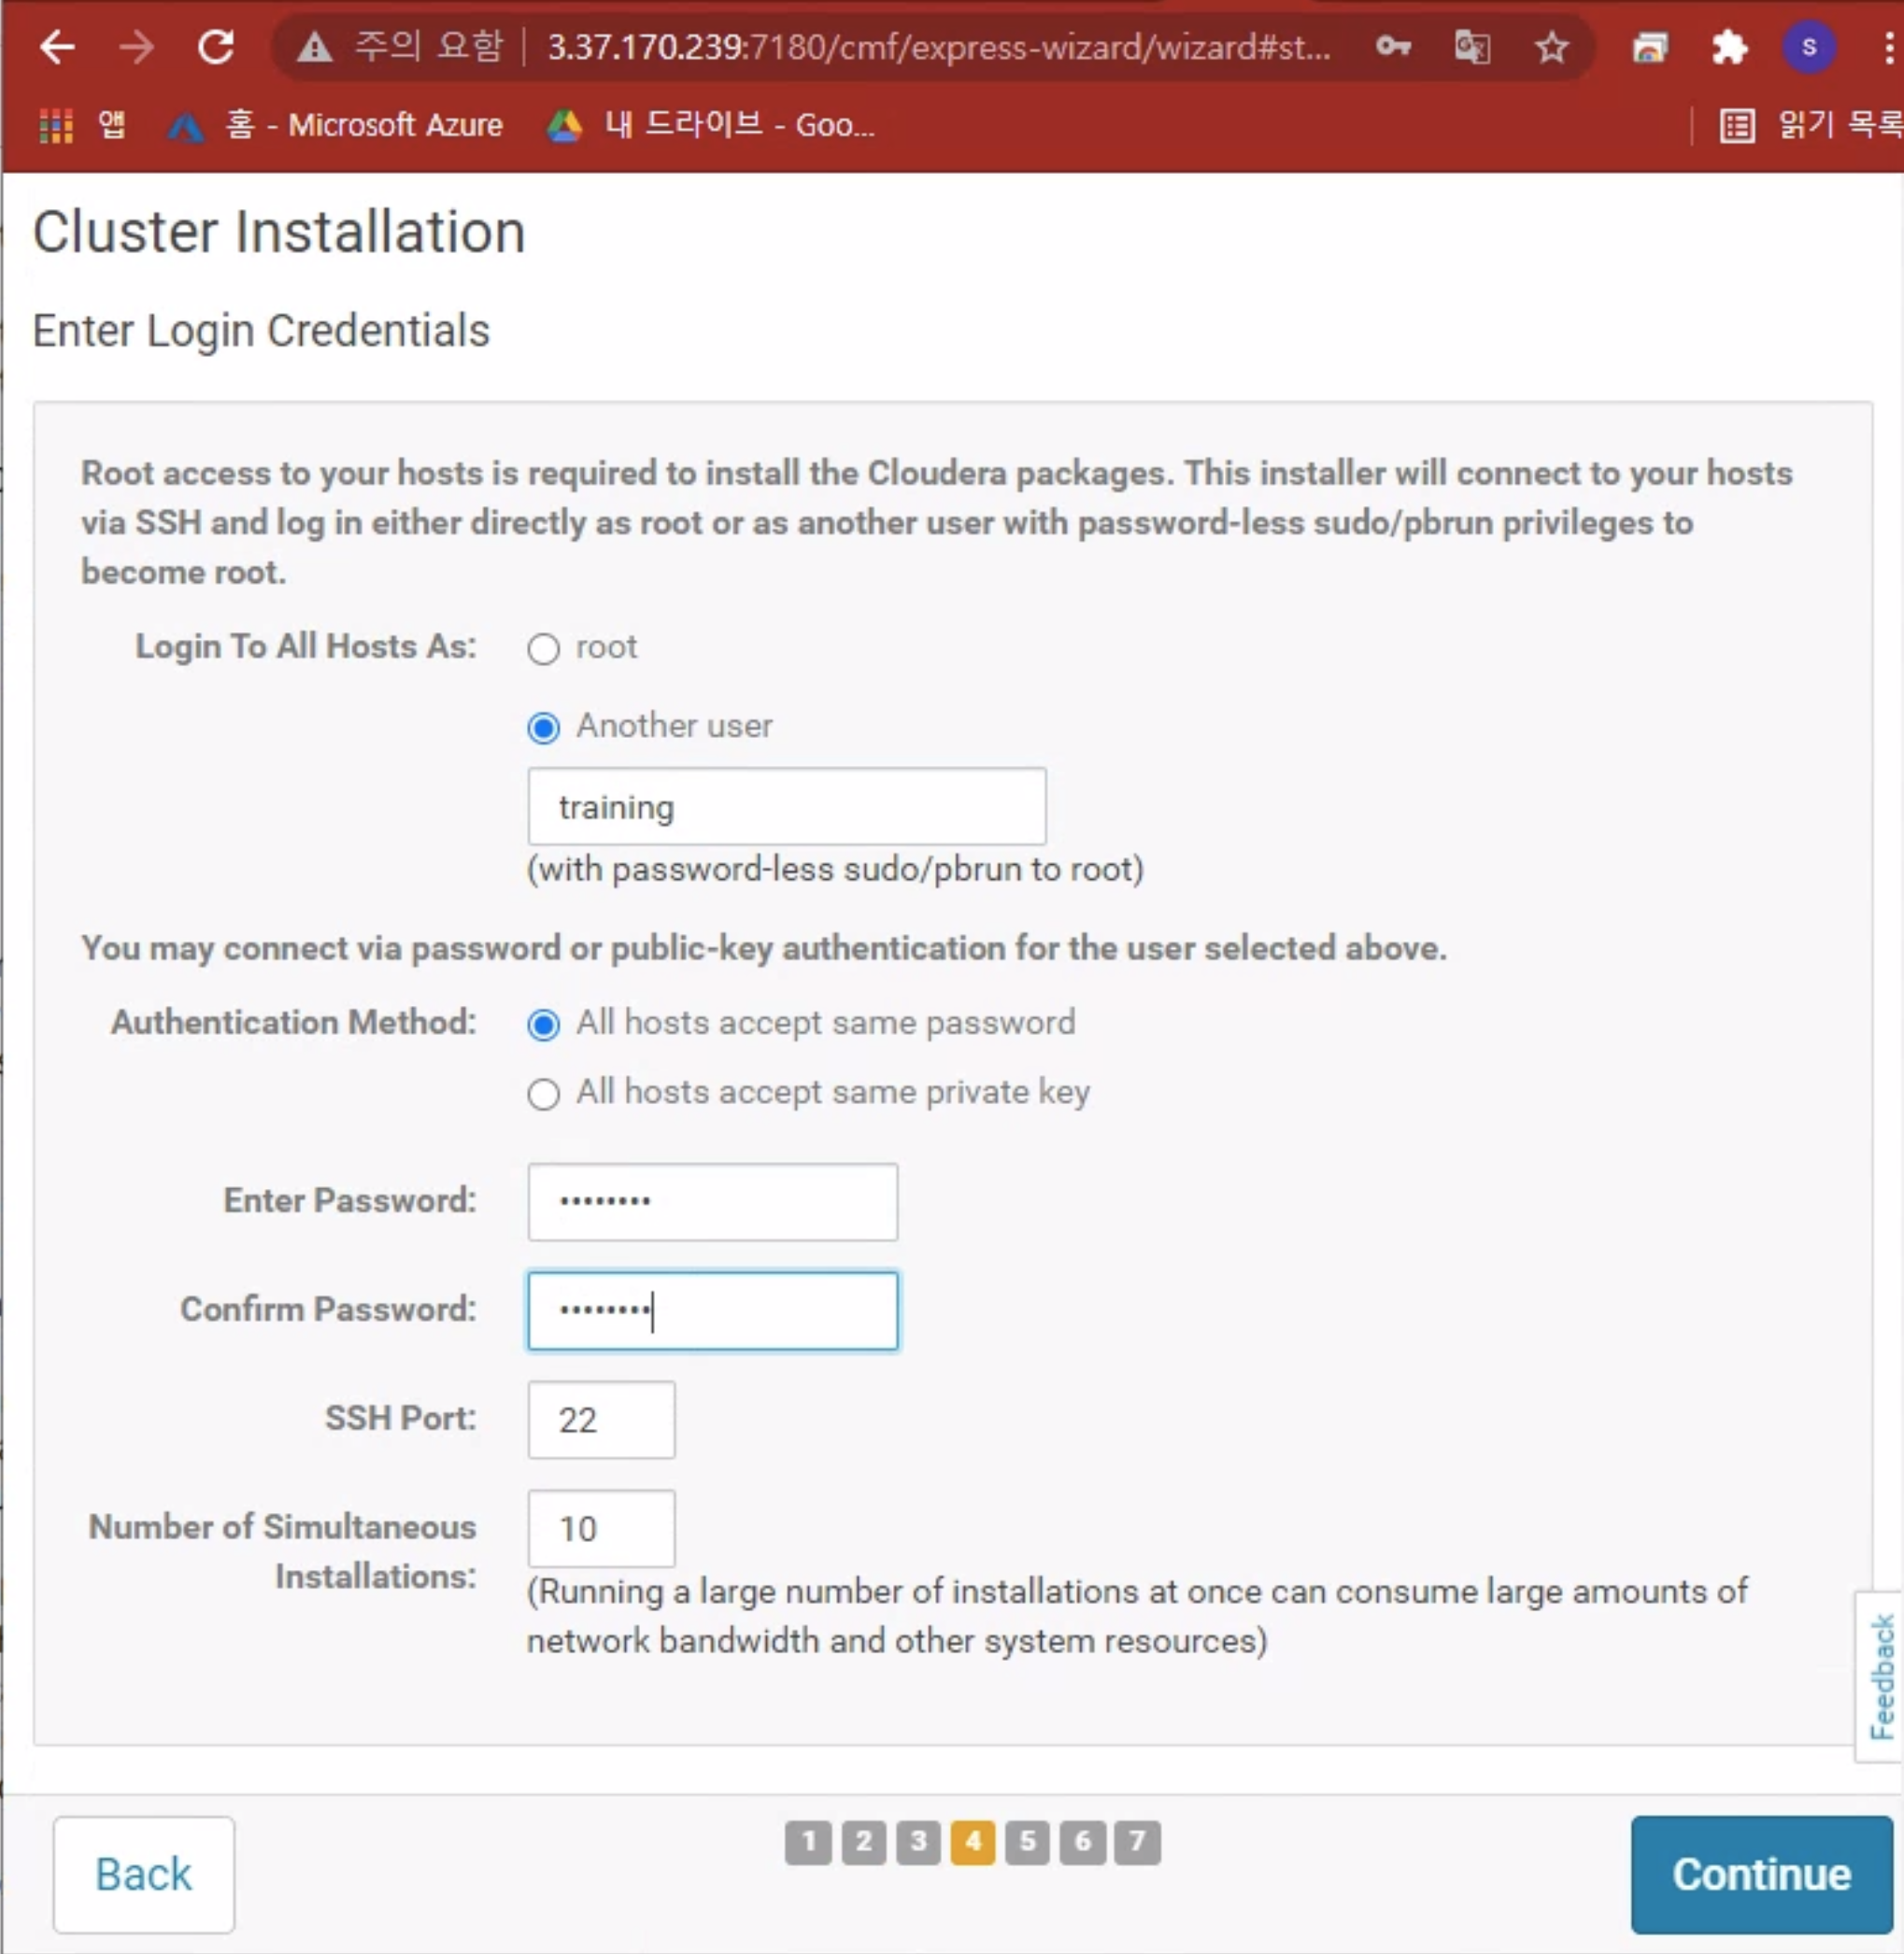 주의 요함 3.37.170.239:7180/cmf/express-wizard/wizard#st... S
앱 홈 - Microsoft Azure 내 드라이브 - Goo... 읽기 목록
Cluster Installation
Enter Login Credentials
Root access to your hosts is required to install the Cloudera packages. This installer will connect to your hosts
via SSH and log in either directly as root or as another user with password-less sudo/pbrun privileges to
become root.
Login To All Hosts As: root
Another user
training
(with password-less sudo/pbrun to root)
You may connect via password or public-key authentication for the user selected above.
Authentication Method: All hosts accept same password
All hosts accept same private key
Enter Password: ••••••••
Confirm Password: ••••••••
SSH Port: 22
Number of Simultaneous 10
Installations:
(Running a large number of installations at once can consume large amounts of
network bandwidth and other system resources)
Feedback
Back 1 2 3 4 5 6 7 Continue